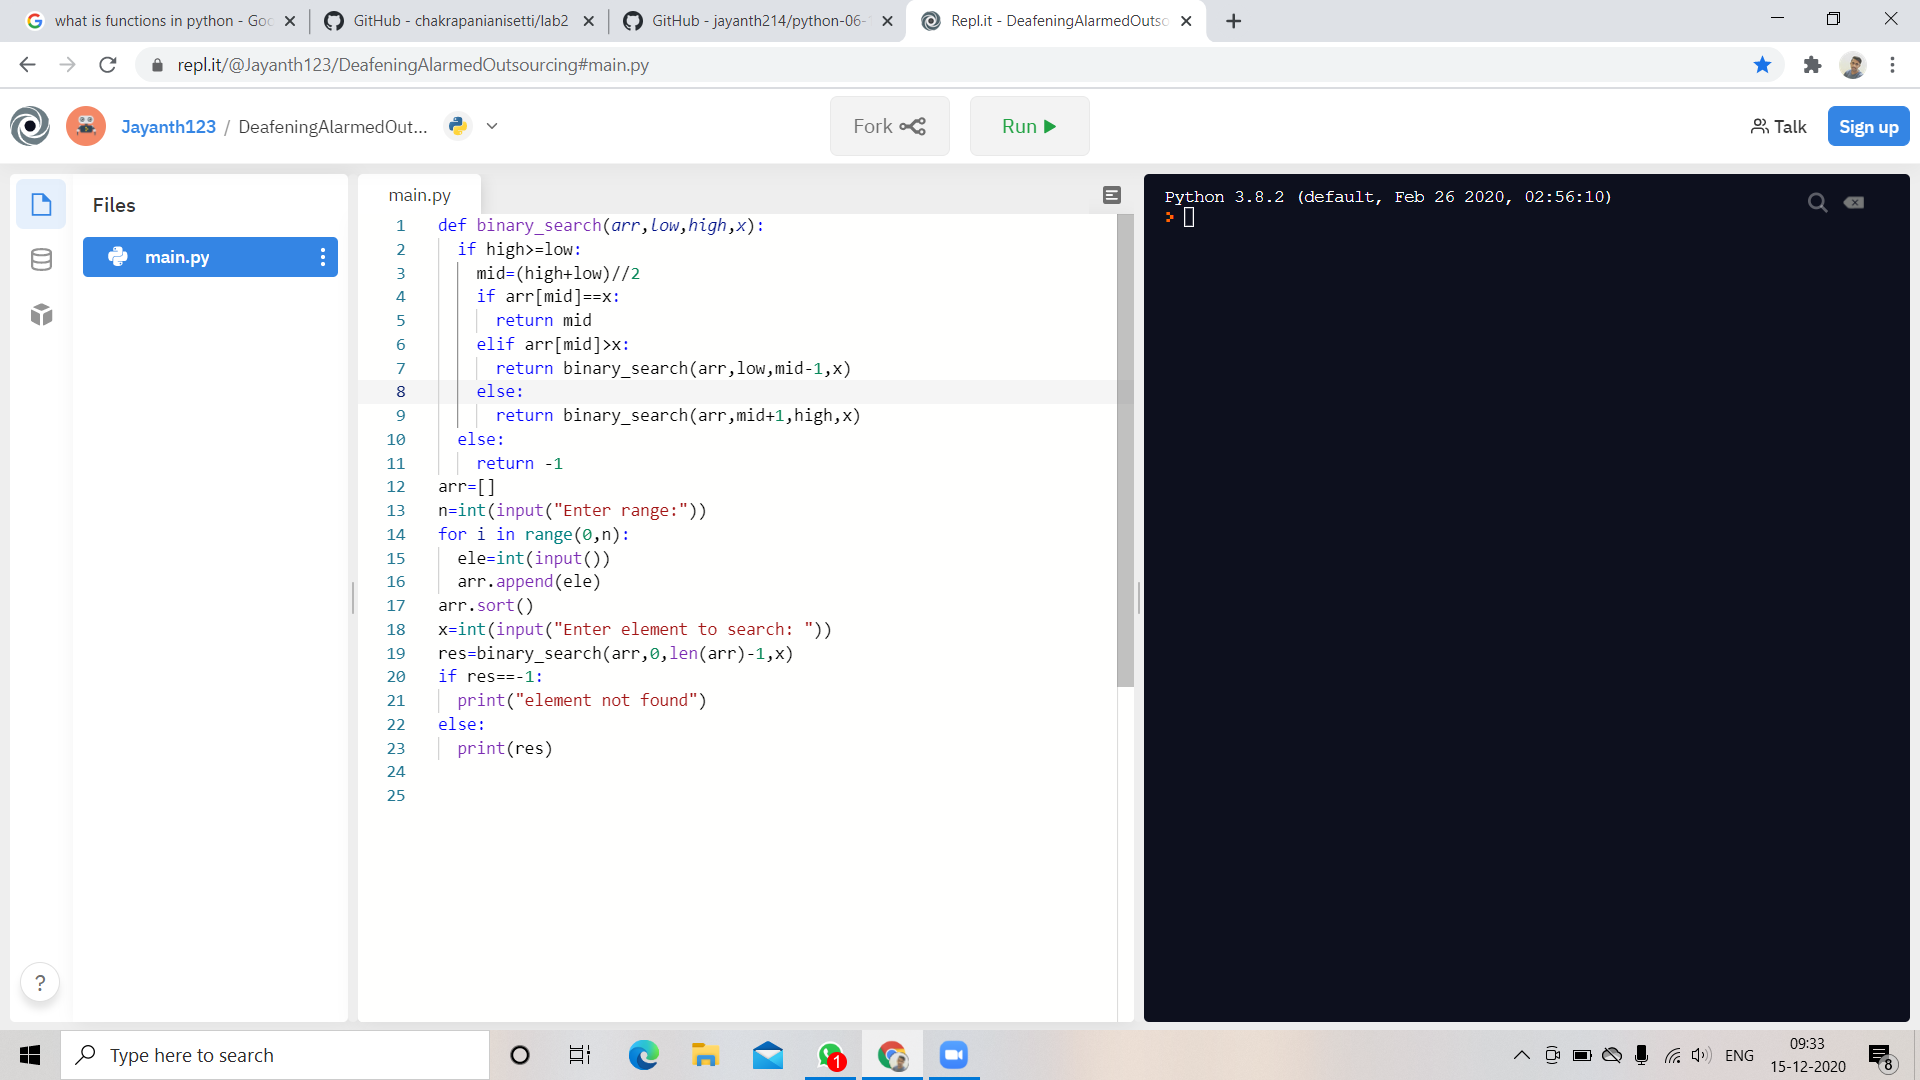 what is functions in python - Goo
GitHub - chakrapanianisetti/lab2
GitHub - jayanth214/python-06-
Repl.it - DeafeningAlarmedOutso
repl.it/@Jayanth123/DeafeningAlarmedOutsourcing#main.py
Jayanth123 / DeafeningAlarmedOut...
Fork
Run
Talk
Sign up
Files
main.py
main.py
1 def binary_search(arr,low,high,x):
2 if high>=low:
3 mid=(high+low)//2
4 if arr[mid]==x:
5 return mid
6 elif arr[mid]>x:
7 return binary_search(arr,low,mid-1,x)
8 else:
9 return binary_search(arr,mid+1,high,x)
10 else:
11 return -1
12 arr=[]
13 n=int(input("Enter range:"))
14 for i in range(0,n):
15 ele=int(input())
16 arr.append(ele)
17 arr.sort()
18 x=int(input("Enter element to search: "))
19 res=binary_search(arr,0,len(arr)-1,x)
20 if res==-1:
21 print("element not found")
22 else:
23 print(res)
24
25
Python 3.8.2 (default, Feb 26 2020, 02:56:10)
>
?
Type here to search
1
ENG
09:33
15-12-2020
8